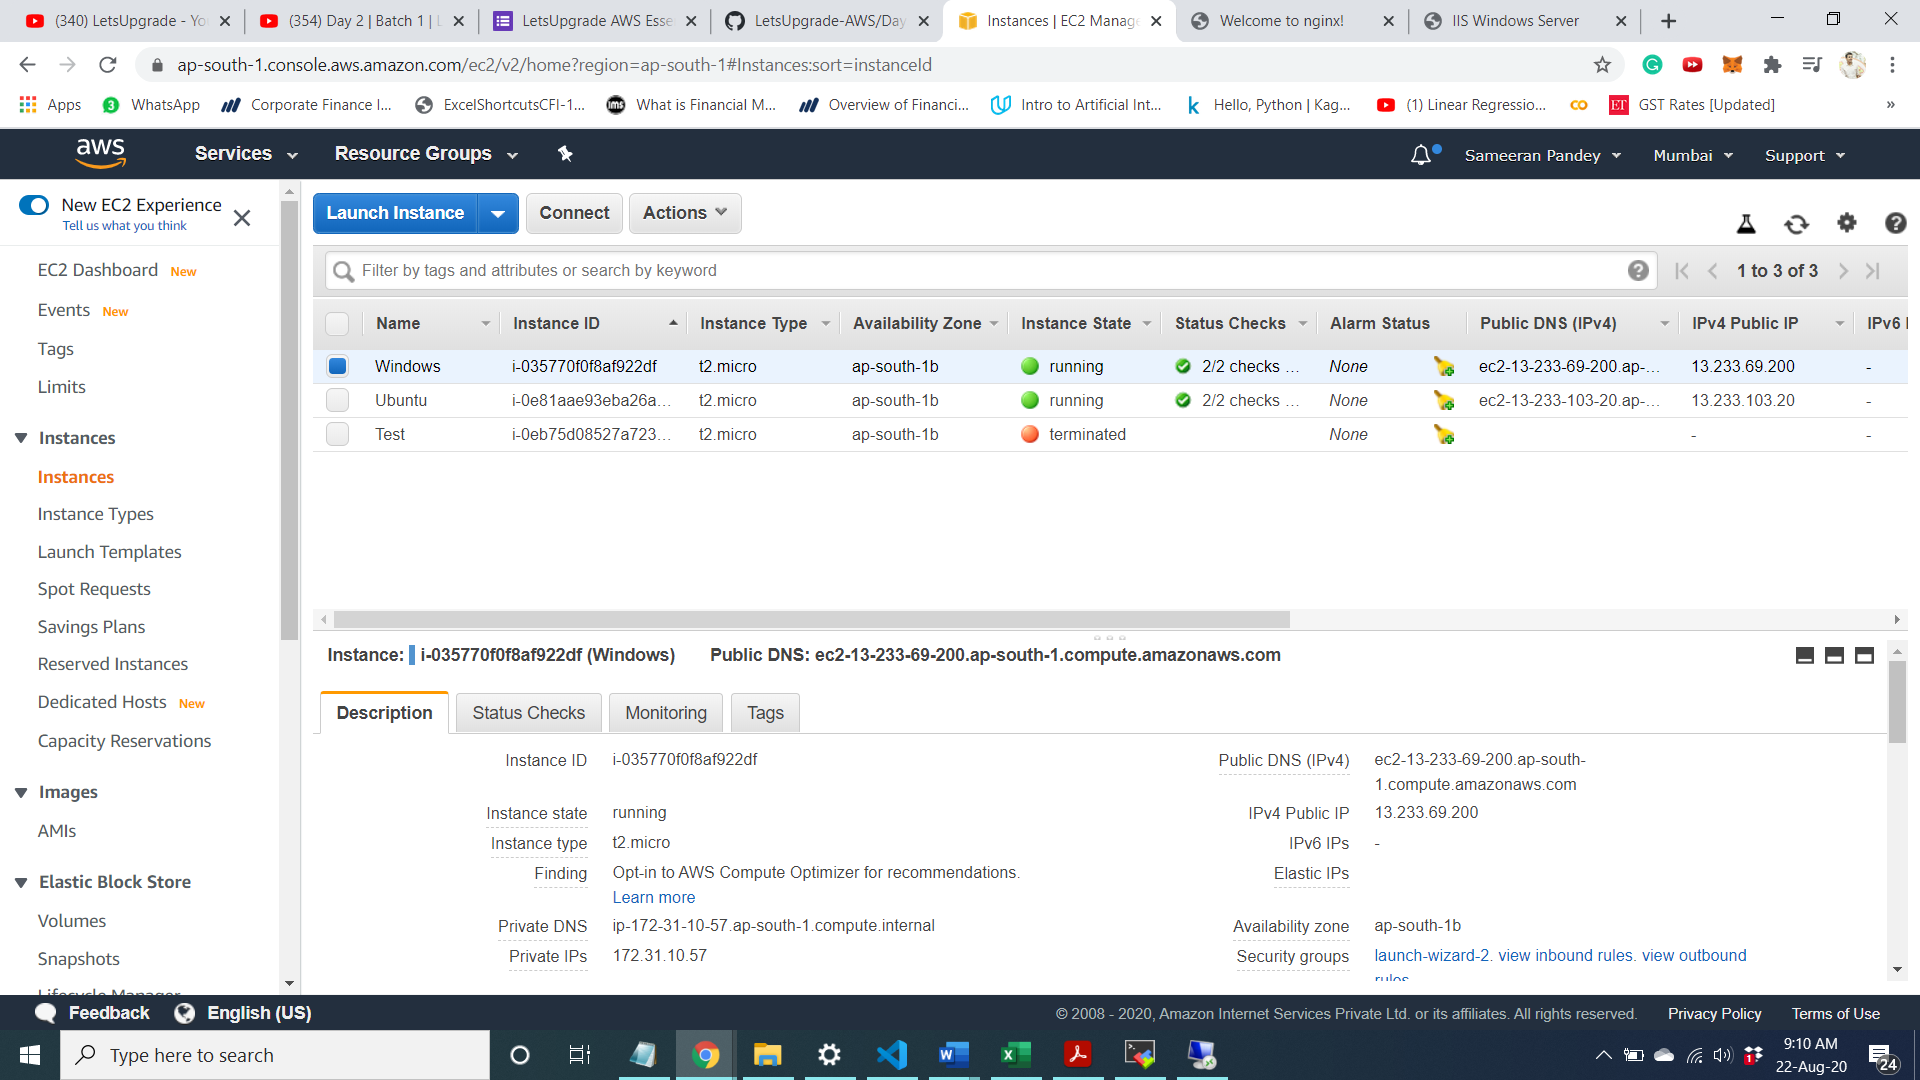 (340) LetsUpgrade - Yo
(354) Day 2 | Batch 1 | L
LetsUpgrade AWS Esse
LetsUpgrade-AWS/Day
Instances | EC2 Manag
Welcome to nginx!
IIS Windows Server
ap-south-1.console.aws.amazon.com/ec2/v2/home?region=ap-south-1#Instances:sort=instanceId
Apps
3
WhatsApp
Corporate Finance I...
ExcelShortcutsCFI-1...
ims
What is Financial M...
Overview of Financi...
Intro to Artificial Int...
k
Hello, Python | Kag...
(1) Linear Regressio...
ET
GST Rates [Updated]
»
aws
Services
Resource Groups
Sameeran Pandey
Mumbai
Support
New EC2 Experience
Tell us what you think
Launch Instance
Connect
Actions
EC2 Dashboard New
Events New
Tags
Limits
Instances
Instances
Instance Types
Launch Templates
Spot Requests
Savings Plans
Reserved Instances
Dedicated Hosts New
Capacity Reservations
Images
AMIs
Elastic Block Store
Volumes
Snapshots
Lifecycle Manager
Filter by tags and attributes or search by keyword
1 to 3 of 3
Name Instance ID Instance Type Availability Zone Instance State Status Checks Alarm Status Public DNS (IPv4) IPv4 Public IP IPv6 I
Windows i-035770f0f8af922df t2.micro ap-south-1b running 2/2 checks ... None ec2-13-233-69-200.ap-... 13.233.69.200 -
Ubuntu i-0e81aae93eba26a... t2.micro ap-south-1b running 2/2 checks ... None ec2-13-233-103-20.ap-... 13.233.103.20 -
Test i-0eb75d08527a723... t2.micro ap-south-1b terminated None - -
Instance: i-035770f0f8af922df (Windows) Public DNS: ec2-13-233-69-200.ap-south-1.compute.amazonaws.com
Description
Status Checks
Monitoring
Tags
Instance ID i-035770f0f8af922df
Instance state running
Instance type t2.micro
Finding Opt-in to AWS Compute Optimizer for recommendations.
Learn more
Private DNS ip-172-31-10-57.ap-south-1.compute.internal
Private IPs 172.31.10.57
Public DNS (IPv4) ec2-13-233-69-200.ap-south-
1.compute.amazonaws.com
IPv4 Public IP 13.233.69.200
IPv6 IPs -
Elastic IPs
Availability zone ap-south-1b
Security groups launch-wizard-2. view inbound rules. view outbound
rules
Feedback
English (US)
© 2008 - 2020, Amazon Internet Services Private Ltd. or its affiliates. All rights reserved.
Privacy Policy
Terms of Use
Type here to search
9:10 AM
22-Aug-20
24